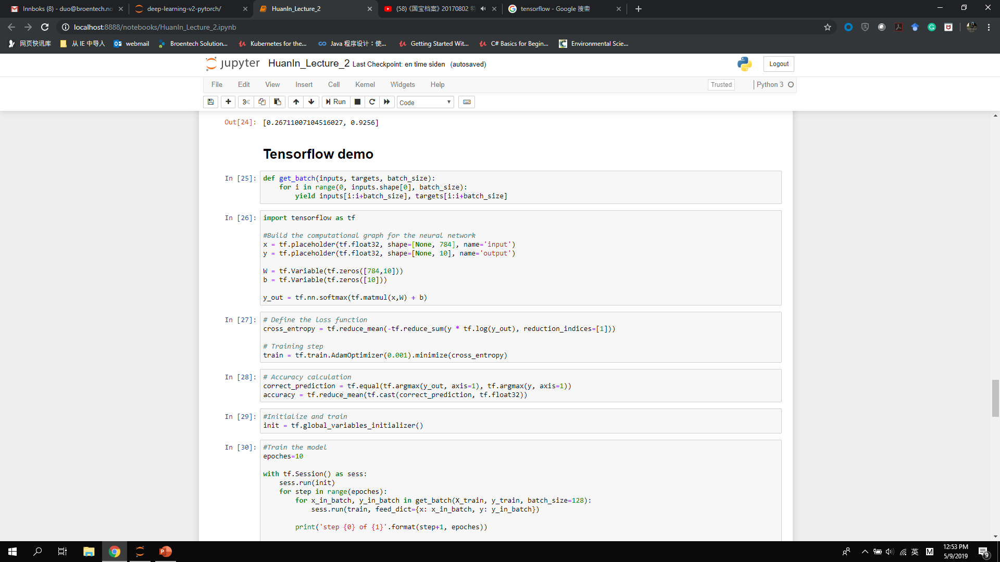 Innboks (8) - duo@broentech.no
deep-learning-v2-pytorch/
HuanIn_Lecture_2
(58)《国宝档案》 20170802 特
tensorflow - Google 搜索
localhost:8888/notebooks/HuanIn_Lecture_2.ipynb
网页快讯库
从 IE 中导入
webmail
Broentech Solution...
Kubernetes for the...
Java 程序设计：使...
Getting Started Wit...
C# Basics for Begin...
Environmental Scie...
jupyter HuanIn_Lecture_2 Last Checkpoint: en time siden (autosaved)
Logout
File Edit View Insert Cell Kernel Widgets Help
Trusted
Python 3
Run
Code
Out[24]: [0.26711007104516027, 0.9256]
Tensorflow demo
In [25]: def get_batch(inputs, targets, batch_size):
for i in range(0, inputs.shape[0], batch_size):
yield inputs[i:i+batch_size], targets[i:i+batch_size]
In [26]: import tensorflow as tf
#Build the computational graph for the neural network
x = tf.placeholder(tf.float32, shape=[None, 784], name='input')
y = tf.placeholder(tf.float32, shape=[None, 10], name='output')
W = tf.Variable(tf.zeros([784,10]))
b = tf.Variable(tf.zeros([10]))
y_out = tf.nn.softmax(tf.matmul(x,W) + b)
In [27]: # Define the loss function
cross_entropy = tf.reduce_mean(-tf.reduce_sum(y * tf.log(y_out), reduction_indices=[1]))
# Training step
train = tf.train.AdamOptimizer(0.001).minimize(cross_entropy)
In [28]: # Accuracy calculation
correct_prediction = tf.equal(tf.argmax(y_out, axis=1), tf.argmax(y, axis=1))
accuracy = tf.reduce_mean(tf.cast(correct_prediction, tf.float32))
In [29]: #Initialize and train
init = tf.global_variables_initializer()
In [30]: #Train the model
epoches=10
with tf.Session() as sess:
sess.run(init)
for step in range(epoches):
for x_in_batch, y_in_batch in get_batch(X_train, y_train, batch_size=128):
sess.run(train, feed_dict={x: x_in_batch, y: y_in_batch})
print('step {0} of {1}'.format(step+1, epoches))
英
M
12:53 PM
5/9/2019
9